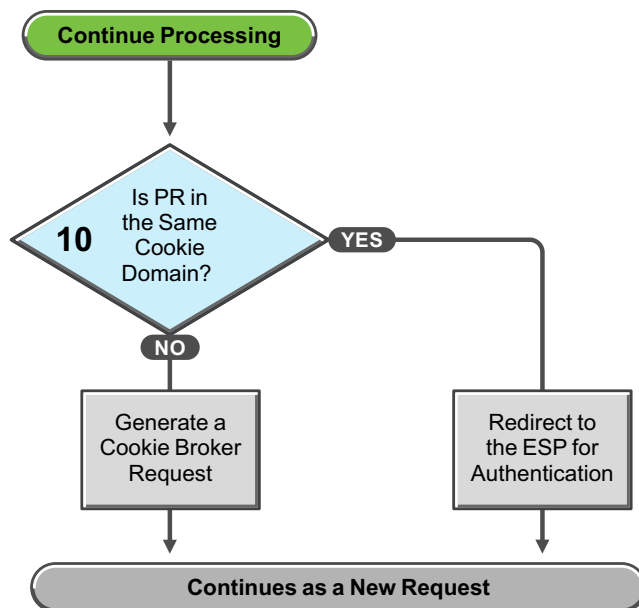 Continue Processing
10
Is PR in
the Same
Cookie
Domain?
YES
NO
Generate a
Cookie Broker
Request
Redirect to
the ESP for
Authentication
Continues as a New Request